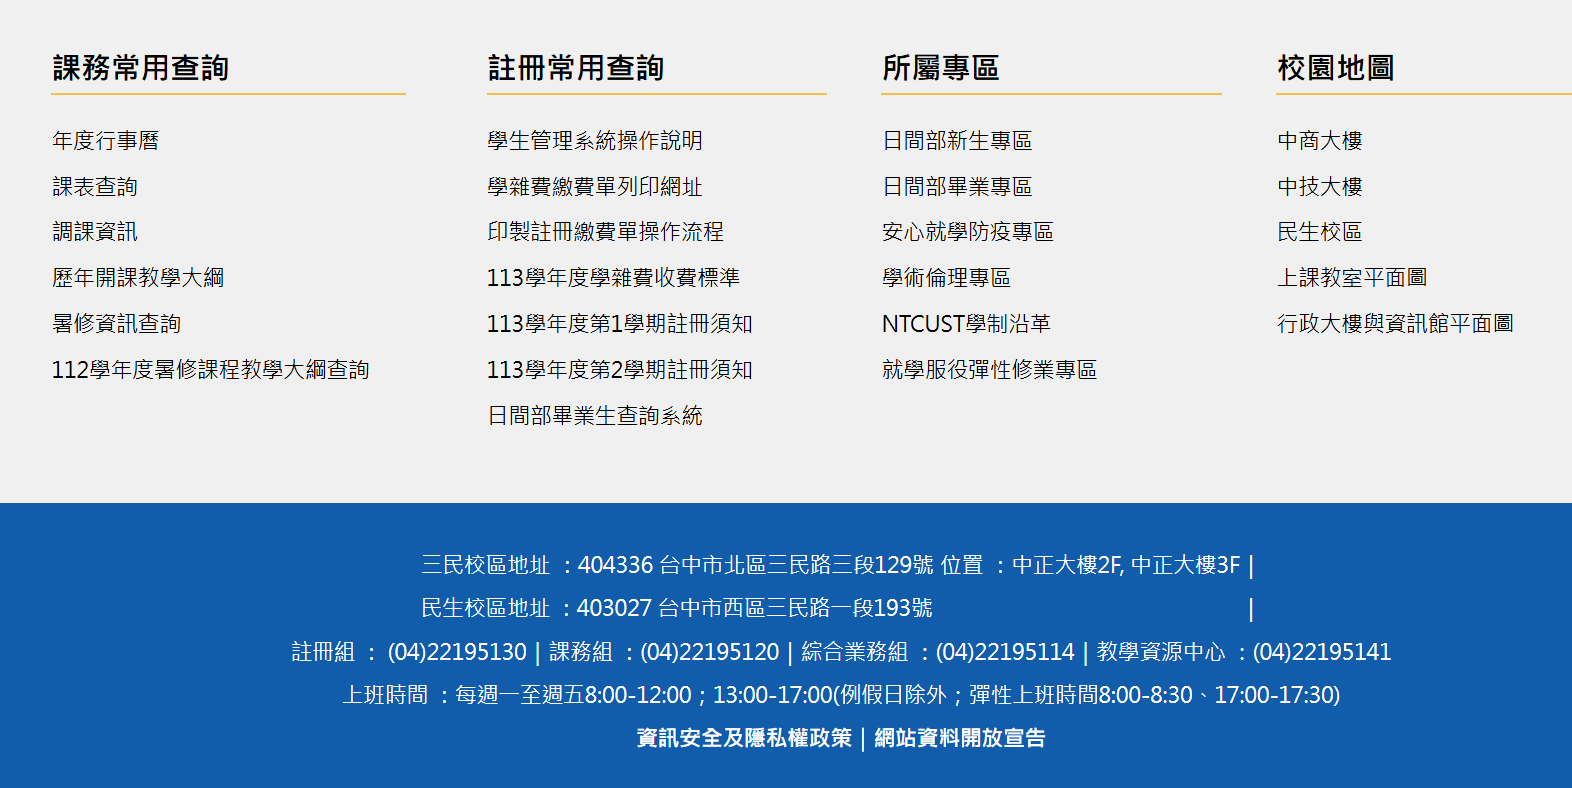 課務常用查詢
年度行事曆
課表查詢
調課資訊
歷年開課教學大綱
暑修資訊查詢
112學年度暑修課程教學大綱查詢
註冊常用查詢
學生管理系統操作說明
學雜費繳費單列印網址
印製註冊繳費單操作流程
113學年度學雜費收費標準
113學年度第1學期註冊須知
113學年度第2學期註冊須知
日間部畢業生查詢系統
所屬專區
日間部新生專區
日間部畢業專區
安心就學防疫專區
學術倫理專區
NTCUST學制沿革
就學服役彈性修業專區
校園地圖
中商大樓
中技大樓
民生校區
上課教室平面圖
行政大樓與資訊館平面圖
三民校區地址 ：404336 台中市北區三民路三段129號 位置 ：中正大樓2F, 中正大樓3F |
民生校區地址 ：403027 台中市西區三民路一段193號 |
註冊組 ： (04)22195130 | 課務組 ：(04)22195120 | 綜合業務組 ：(04)22195114 | 教學資源中心 ：(04)22195141
上班時間 ：每週一至週五8:00-12:00；13:00-17:00(例假日除外；彈性上班時間8:00-8:30、17:00-17:30)
資訊安全及隱私權政策 | 網站資料開放宣告